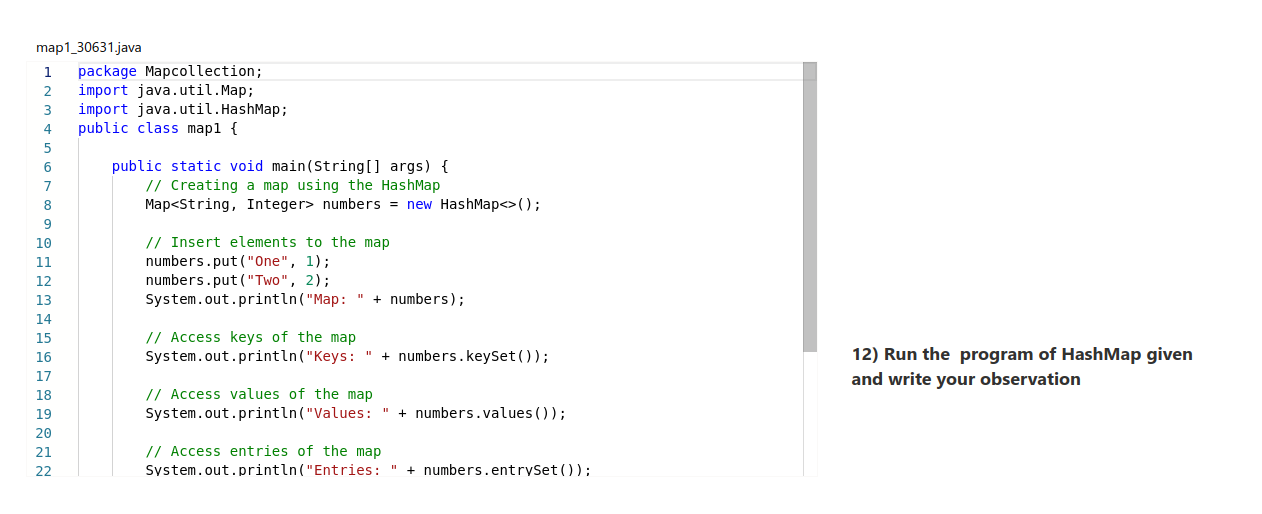 map1_30631.java
1 package Mapcollection;
2 import java.util.Map;
3 import java.util.HashMap;
4 public class map1 {
5
6     public static void main(String[] args) {
7         // Creating a map using the HashMap
8         Map<String, Integer> numbers = new HashMap<>();
9
10         // Insert elements to the map
11         numbers.put("One", 1);
12         numbers.put("Two", 2);
13         System.out.println("Map: " + numbers);
14
15         // Access keys of the map
16         System.out.println("Keys: " + numbers.keySet());
17
18         // Access values of the map
19         System.out.println("Values: " + numbers.values());
20
21         // Access entries of the map
22         System.out.println("Entries: " + numbers.entrySet());
12) Run the  program of HashMap given
and write your observation